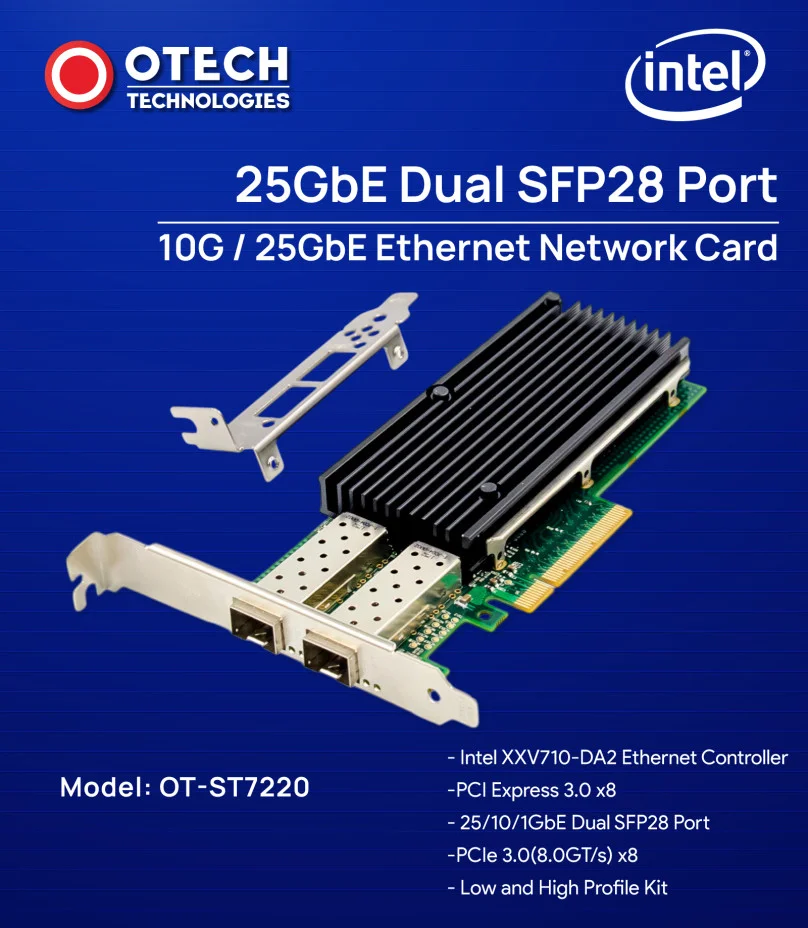 OTECH
TECHNOLOGIES
intel®
25GbE Dual SFP28 Port
10G / 25GbE Ethernet Network Card
Model: OT-ST7220
- Intel XXV710-DA2 Ethernet Controller
-PCI Express 3.0 x8
- 25/10/1GbE Dual SFP28 Port
-PCIe 3.0(8.0GT/s) x8
- Low and High Profile Kit